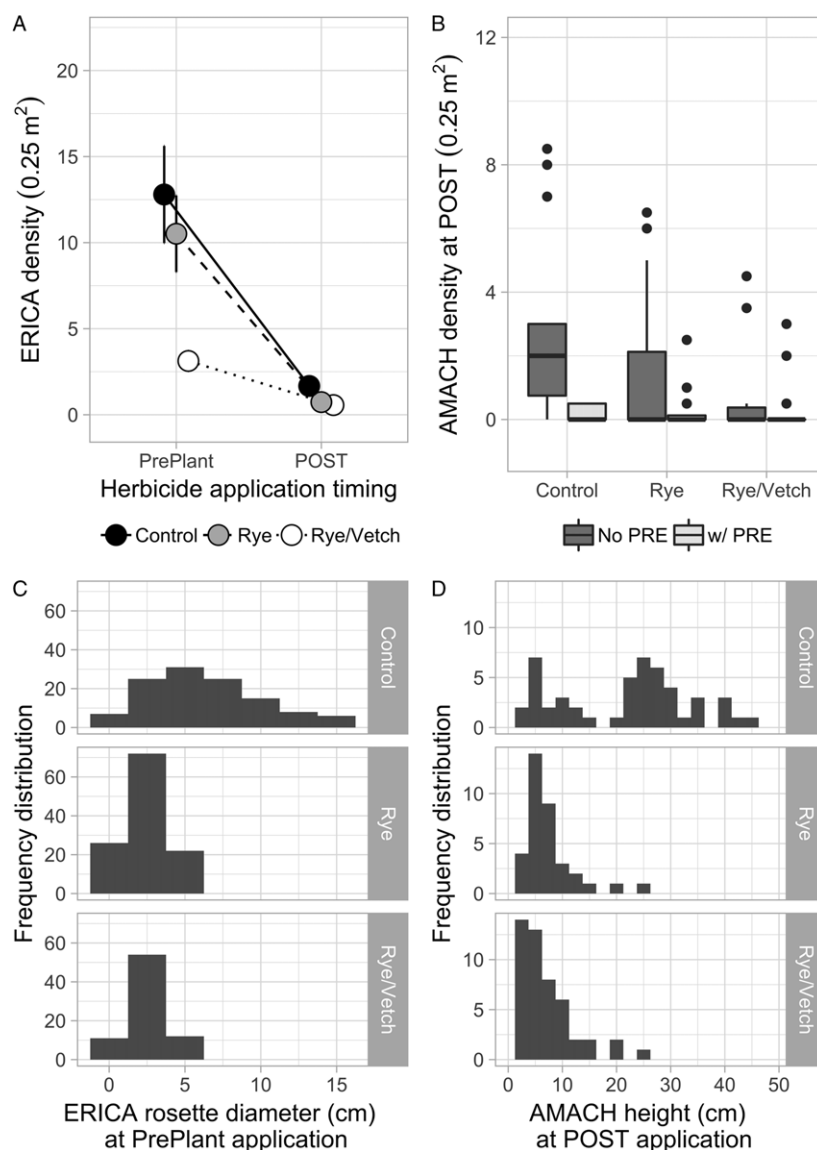 A
ERICA density (0.25 m²)
20
15
10
5
0
PrePlant
POST
Herbicide application timing
Control
Rye
Rye/Vetch
B
AMACH density at POST (0.25 m²)
12
8
4
0
Control
Rye
Rye/Vetch
No PRE
w/ PRE
C
Frequency distribution
60
40
20
0
Control
60
40
20
0
Rye
60
40
20
0
Rye/Vetch
0
5
10
15
ERICA rosette diameter (cm)
at PrePlant application
D
Frequency distribution
10
5
0
Control
10
5
0
Rye
10
5
0
Rye/Vetch
0
10
20
30
40
50
AMACH height (cm)
at POST application